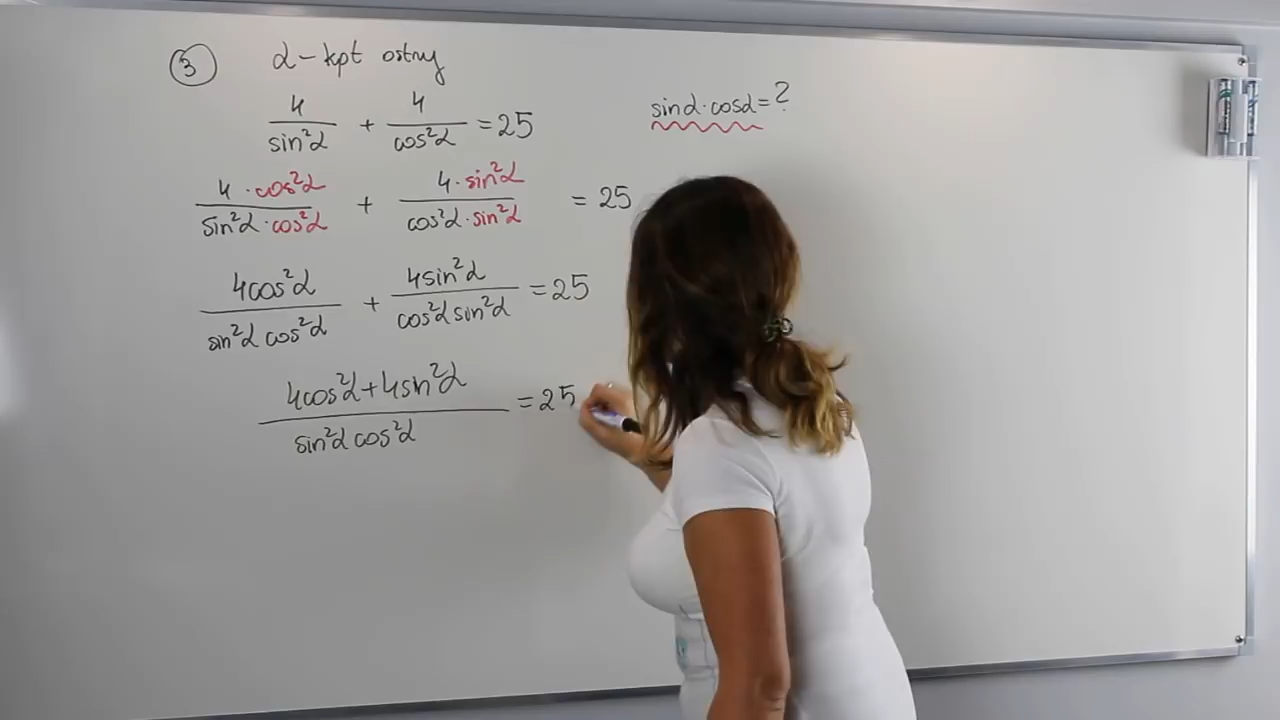 ③ α - kąt ostry
4/sin²α + 4/cos²α = 25
sinα·cosα = ?
4·cos²α/sin²α·cos²α + 4·sin²α/cos²α·sin²α = 25
4cos²α/sin²α cos²α + 4sin²α/cos²α sin²α = 25
4cos²α+4sin²α/sin²α cos²α = 25